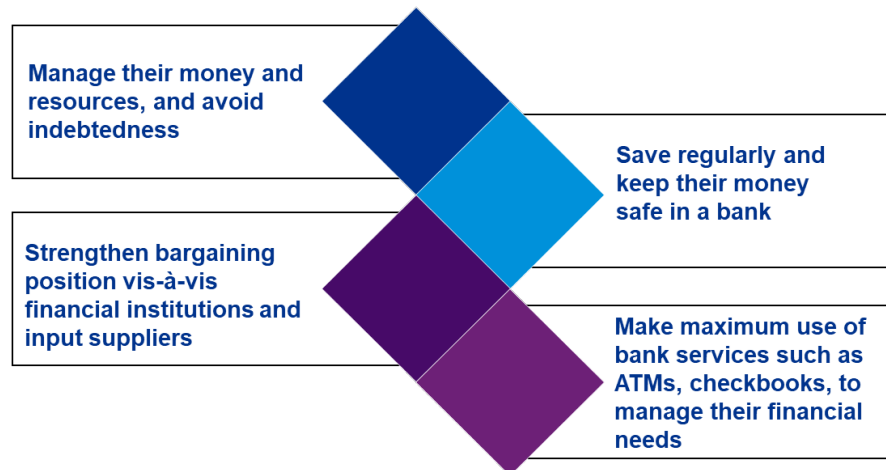 Manage their money and
resources, and avoid
indebtedness
Save regularly and
keep their money
safe in a bank
Strengthen bargaining
position vis-à-vis
financial institutions and
input suppliers
Make maximum use of
bank services such as
ATMs, checkbooks, to
manage their financial
needs